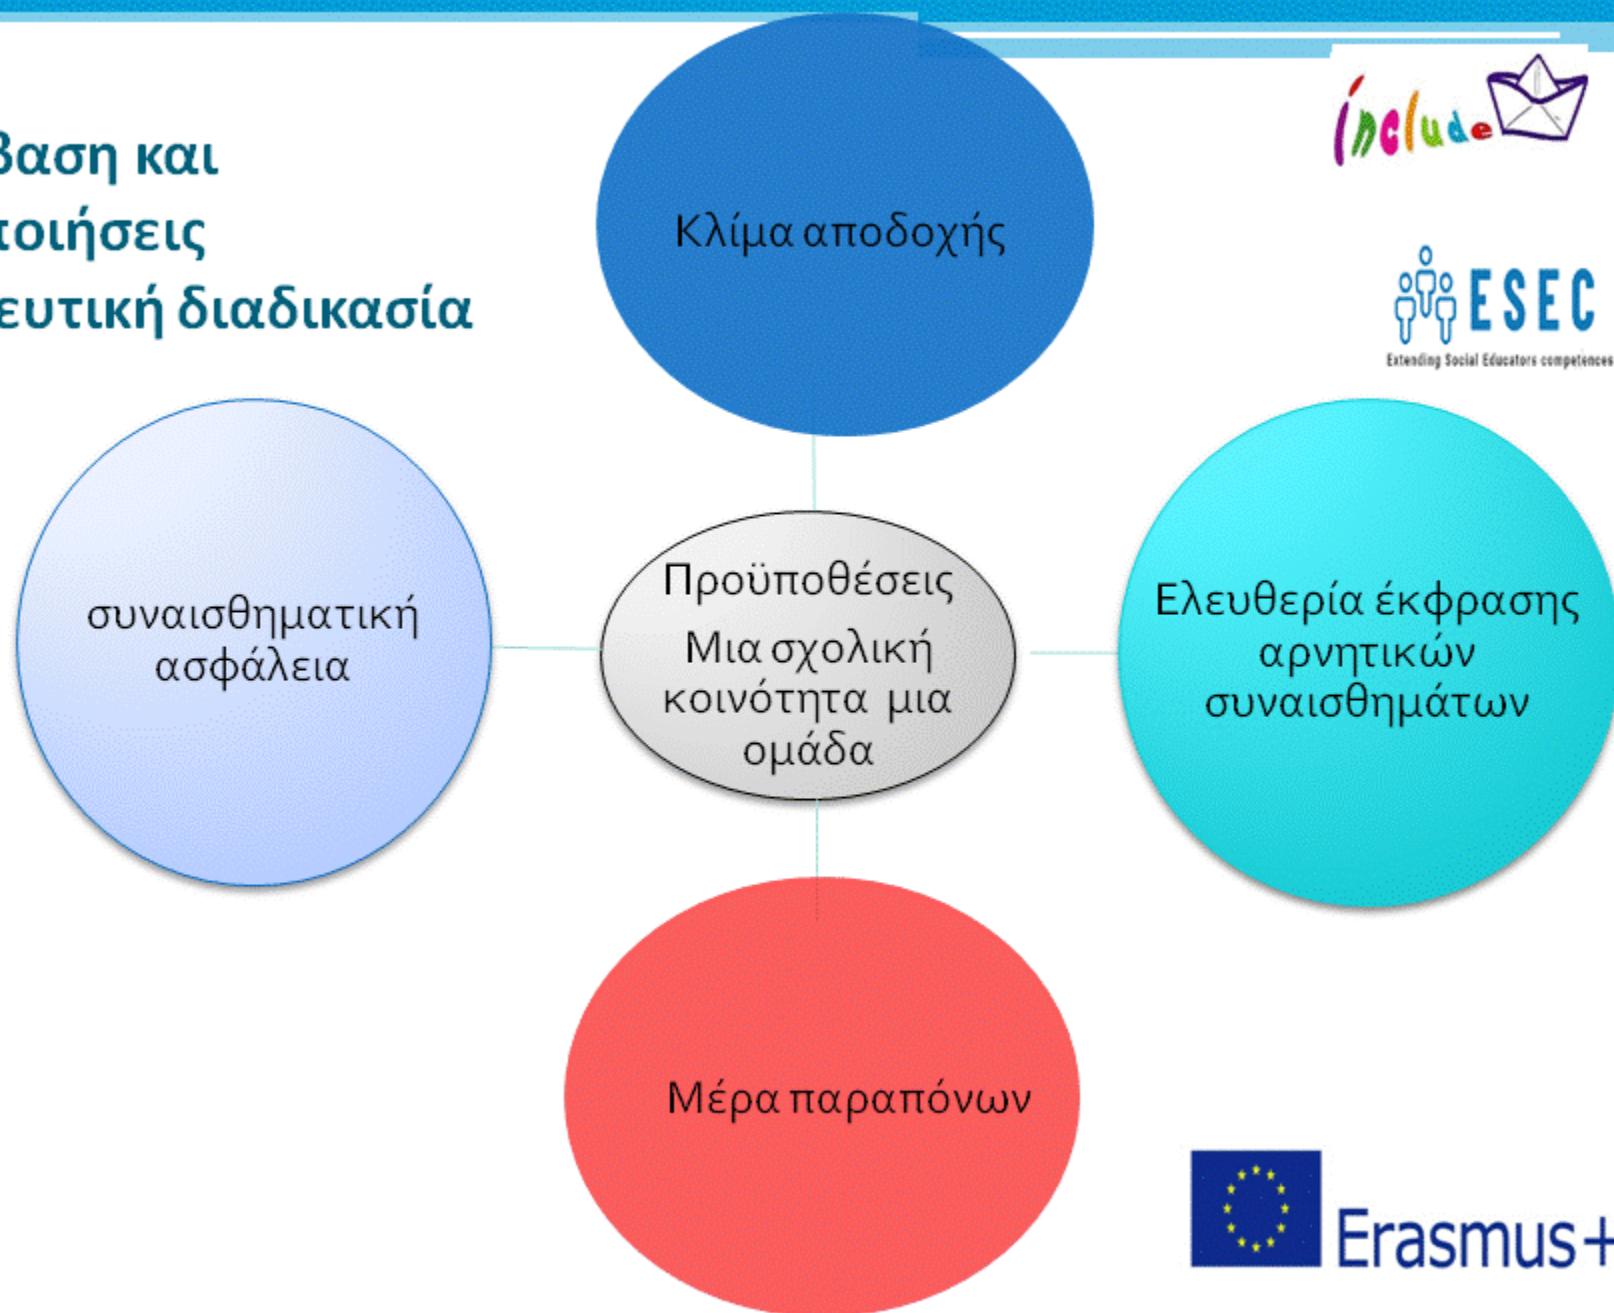 βαση και
ποιήσεις
ευτική διαδικασία
include
ESEC
Extending Social Educators competences
Κλίμα αποδοχής
συναισθηματική
ασφάλεια
Προϋποθέσεις
Μια σχολική
κοινότητα μια
ομάδα
Ελευθερία έκφρασης
αρνητικών
συναισθημάτων
Μέρα παραπόνων
Erasmus+